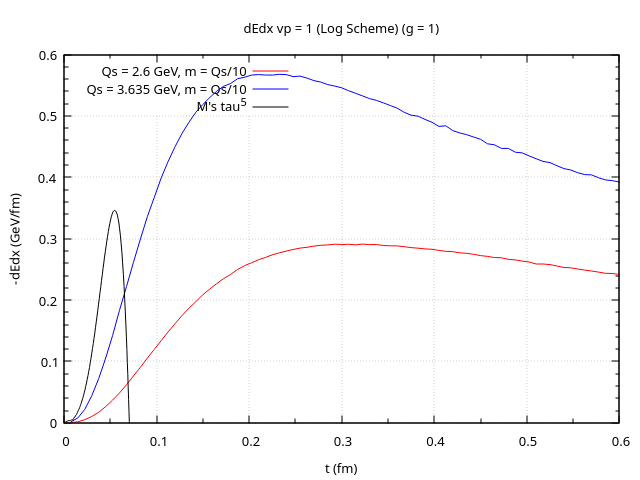 dEdx vp = 1 (Log Scheme) (g = 1)
0.6
Qs = 2.6 GeV, m = Qs/10
Qs = 3.635 GeV, m = Qs/10
M's tau⁵
0.5
0.4
0.3
0.2
0.1
0
-dEdx (GeV/fm)
0 0.1 0.2 0.3 0.4 0.5 0.6
t (fm)